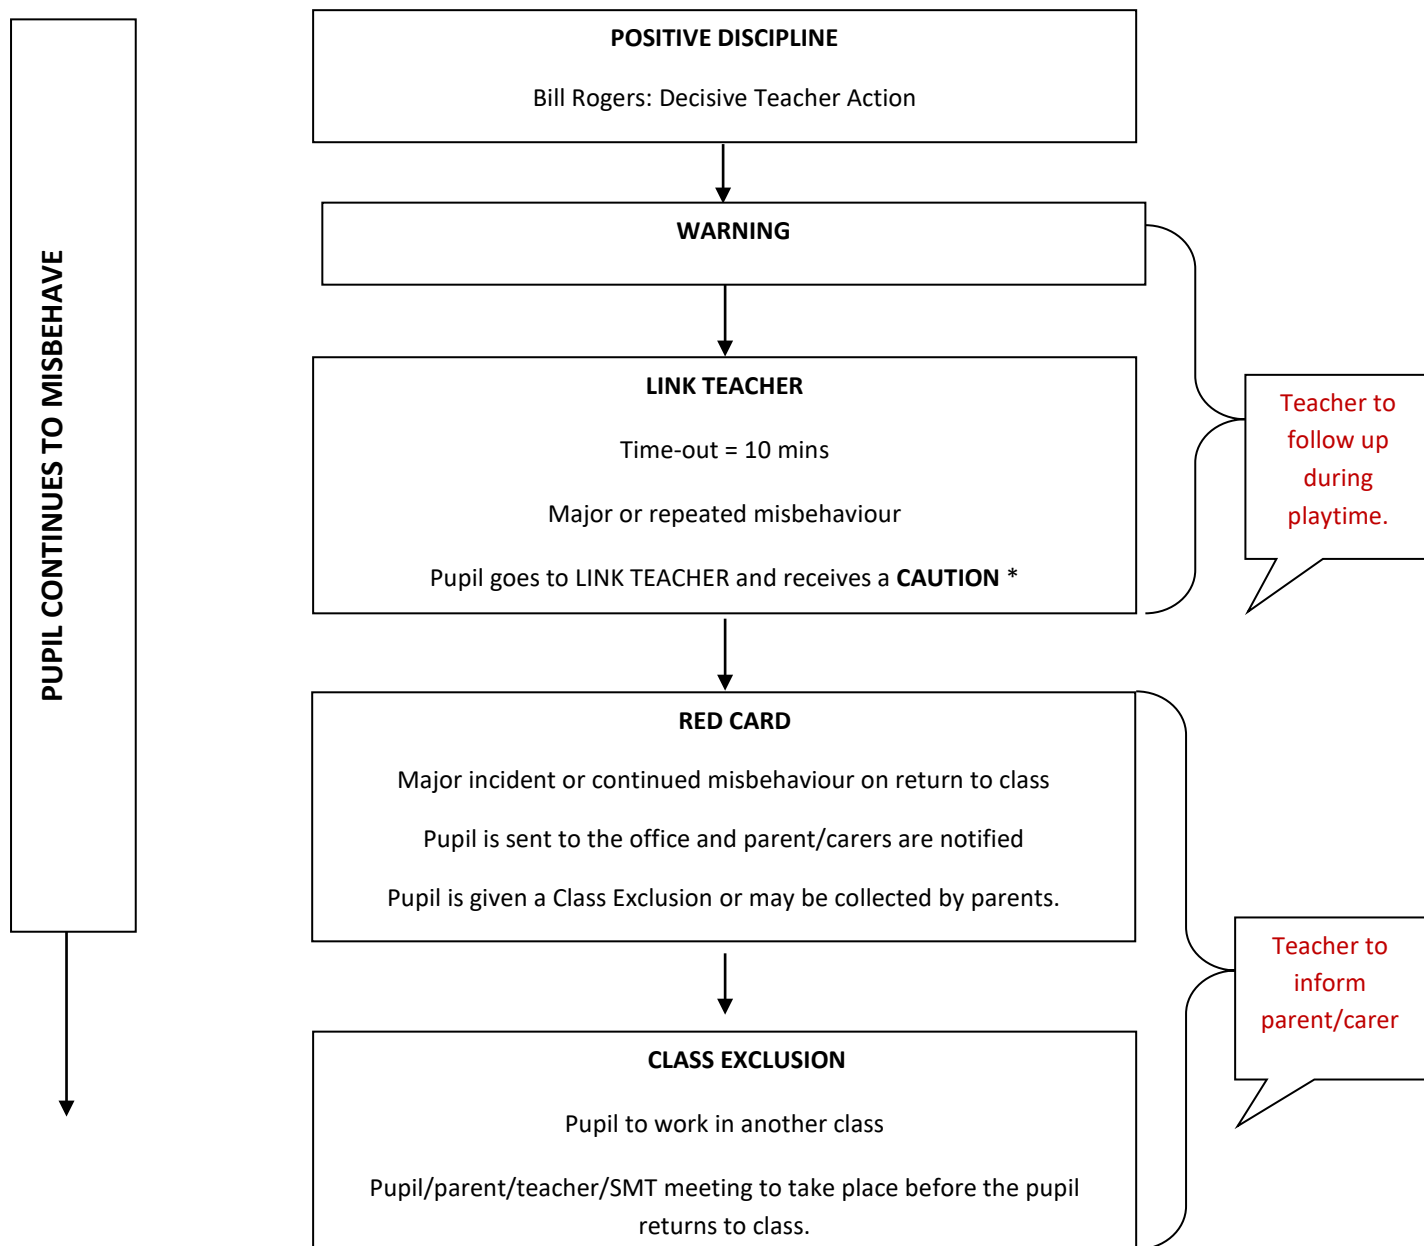 PUPIL CONTINUES TO MISBEHAVE
POSITIVE DISCIPLINE
Bill Rogers: Decisive Teacher Action
WARNING
LINK TEACHER
Time-out = 10 mins
Major or repeated misbehaviour
Pupil goes to LINK TEACHER and receives a CAUTION *
Teacher to
follow up
during
playtime.
RED CARD
Major incident or continued misbehaviour on return to class
Pupil is sent to the office and parent/carers are notified
Pupil is given a Class Exclusion or may be collected by parents.
Teacher to
inform
parent/carer
CLASS EXCLUSION
Pupil to work in another class
Pupil/parent/teacher/SMT meeting to take place before the pupil
returns to class.